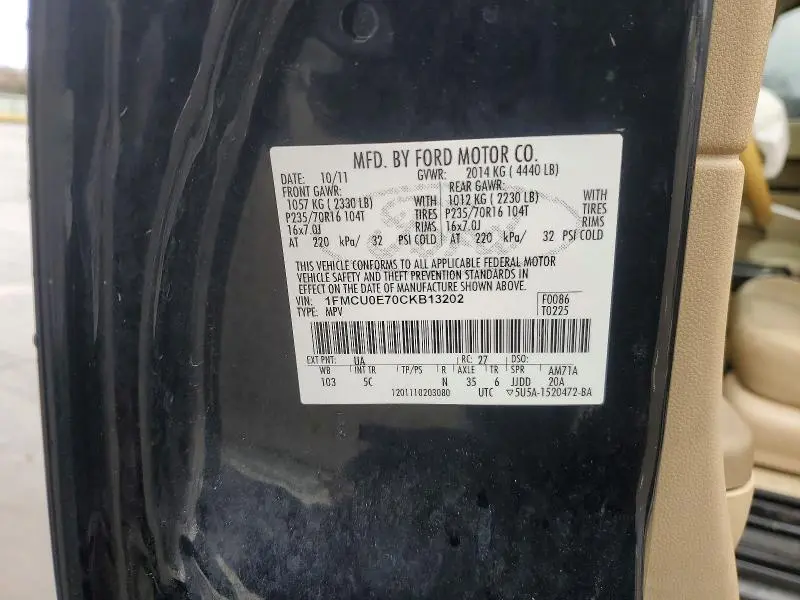 MFD. BY FORD MOTOR CO.
DATE: 10/11 GVWR: 2014 KG ( 4440 LB)
FRONT GAWR: REAR GAWR:
1057 KG ( 2330 LB) WITH 1012 KG ( 2230 LB) WITH
P235/70R16 104T TIRES P235/70R16 104T TIRES
16x7.0J RIMS 16x7.0J RIMS
AT 220 kPa/ 32 PSI COLD AT 220 kPa/ 32 PSI COLD
THIS VEHICLE CONFORMS TO ALL APPLICABLE FEDERAL MOTOR
VEHICLE SAFETY AND THEFT PREVENTION STANDARDS IN
EFFECT ON THE DATE OF MANUFACTURE SHOWN ABOVE.
VIN: 1FMCU0E70CKB13202 F0086
TYPE: MPV T0225
EXT PNT: UA RC: 27 DSO:
WB INT TR TP/PS R AXLE TR SPR AM71A
103 5C N 35 6 JJDD 20A
1201110203080 UTC ▽5U5A-1520472-BA